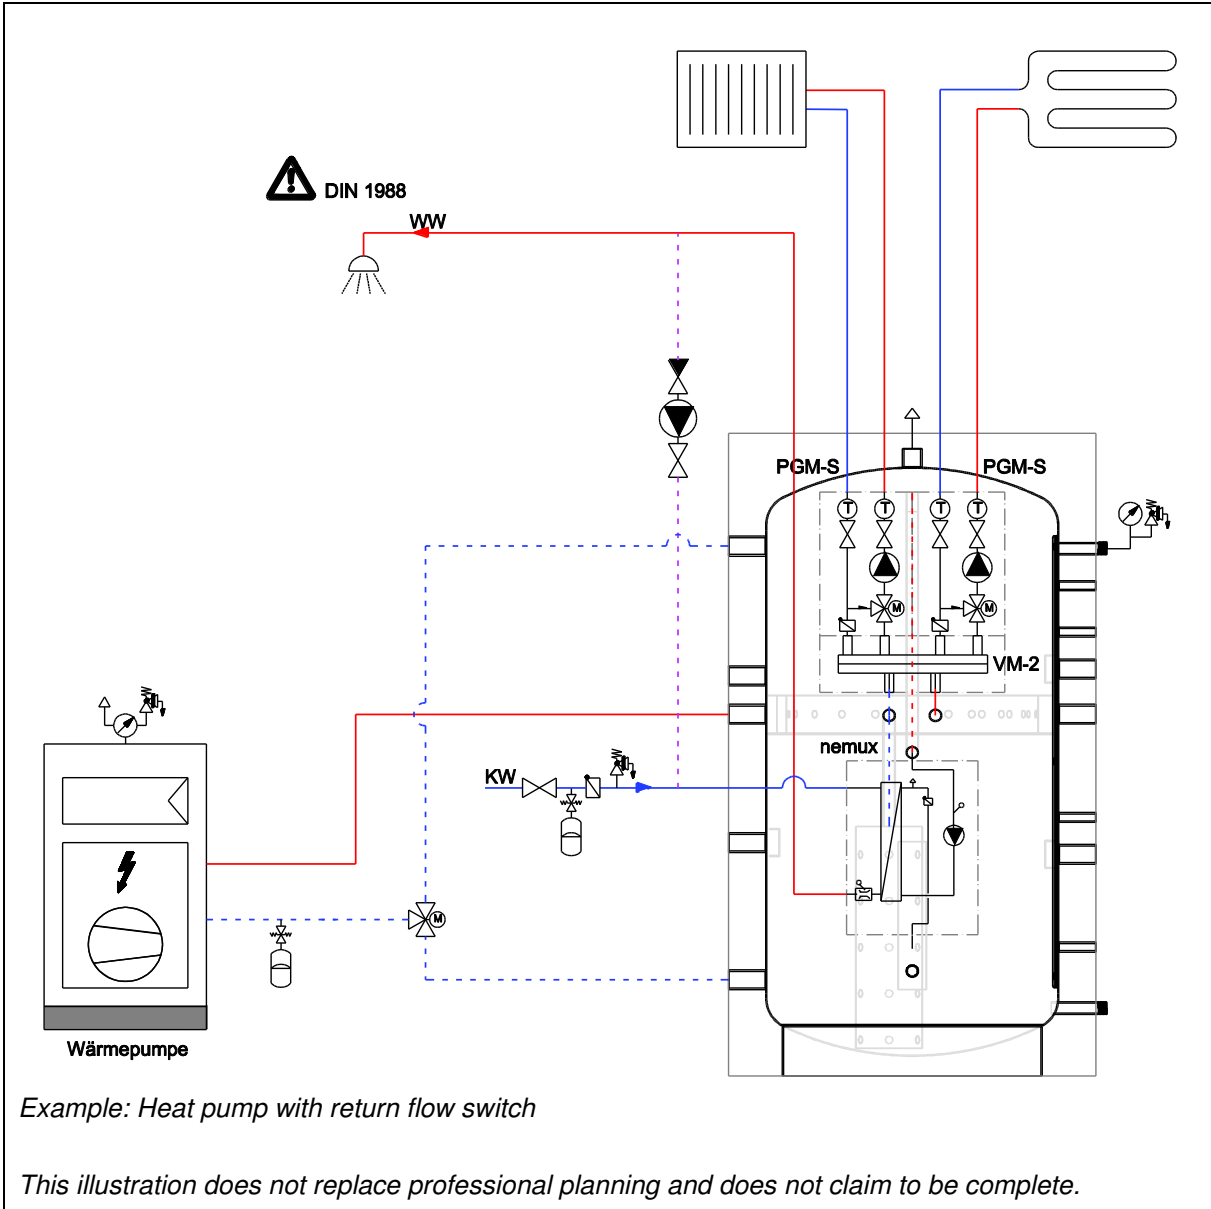 DIN 1988
WW
PGM-S
PGM-S
T
T
T
T
M
M
VM-2
nemux
KW
M
Wärmepumpe
Example: Heat pump with return flow switch
This illustration does not replace professional planning and does not claim to be complete.